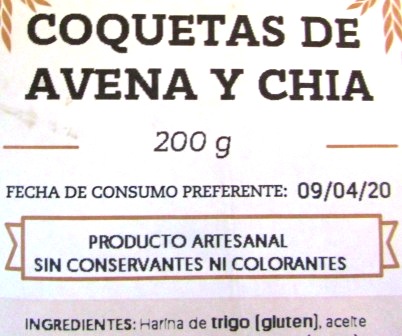 COQUETAS DE
AVENA Y CHIA
200 g
FECHA DE CONSUMO PREFERENTE: 09/04/20
PRODUCTO ARTESANAL
SIN CONSERVANTES NI COLORANTES
INGREDIENTES: Harina de trigo (gluten), aceite